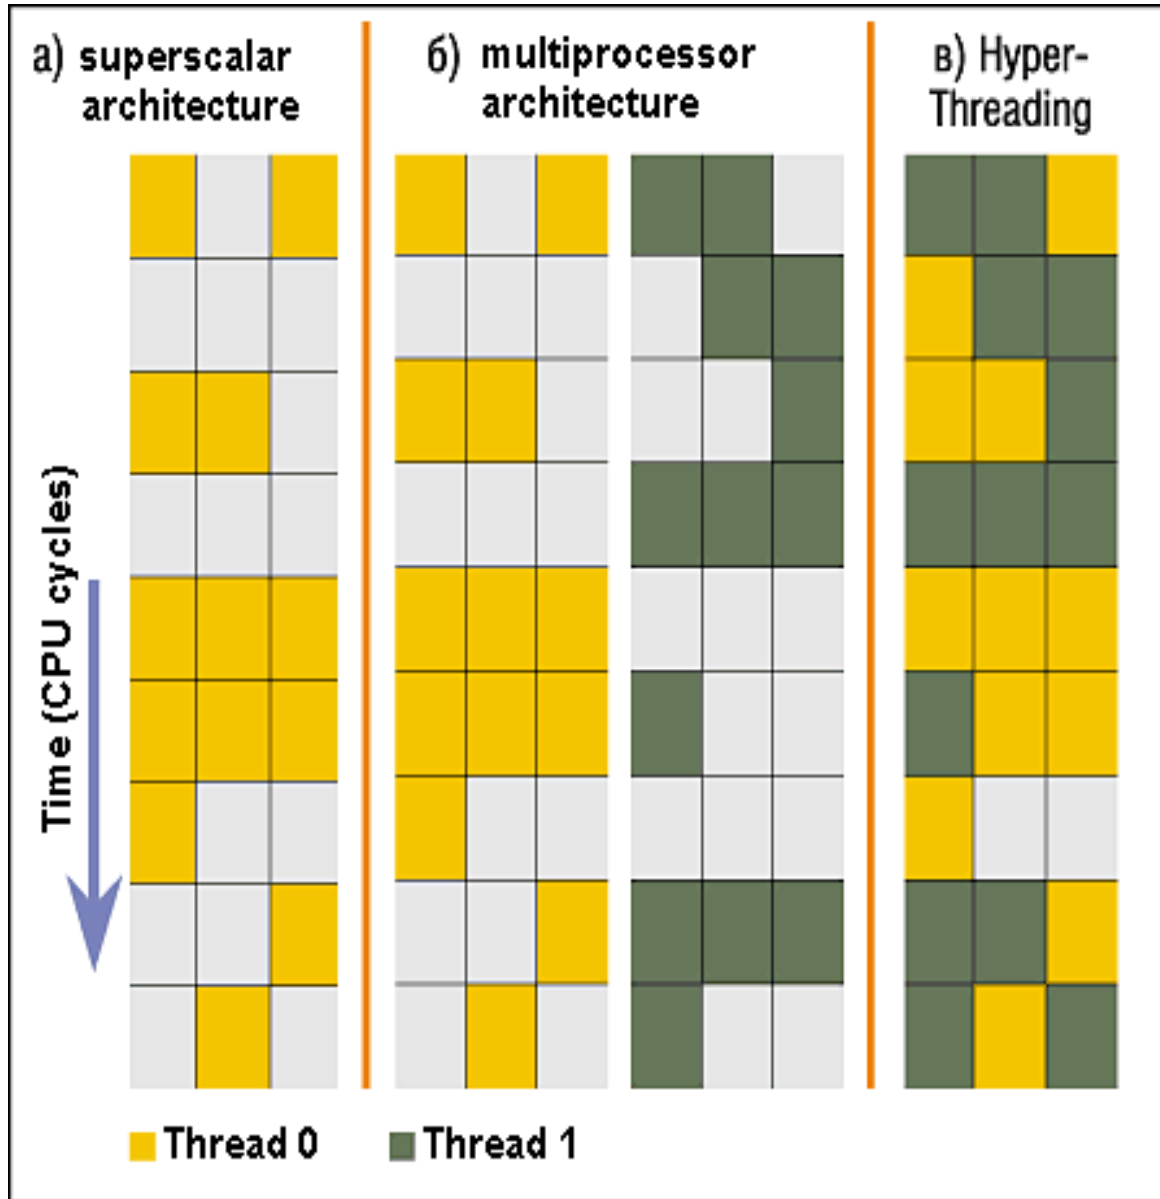 а) superscalar
architecture
б) multiprocessor
architecture
в) Hyper-
Threading
Time (CPU cycles)
Thread 0
Thread 1